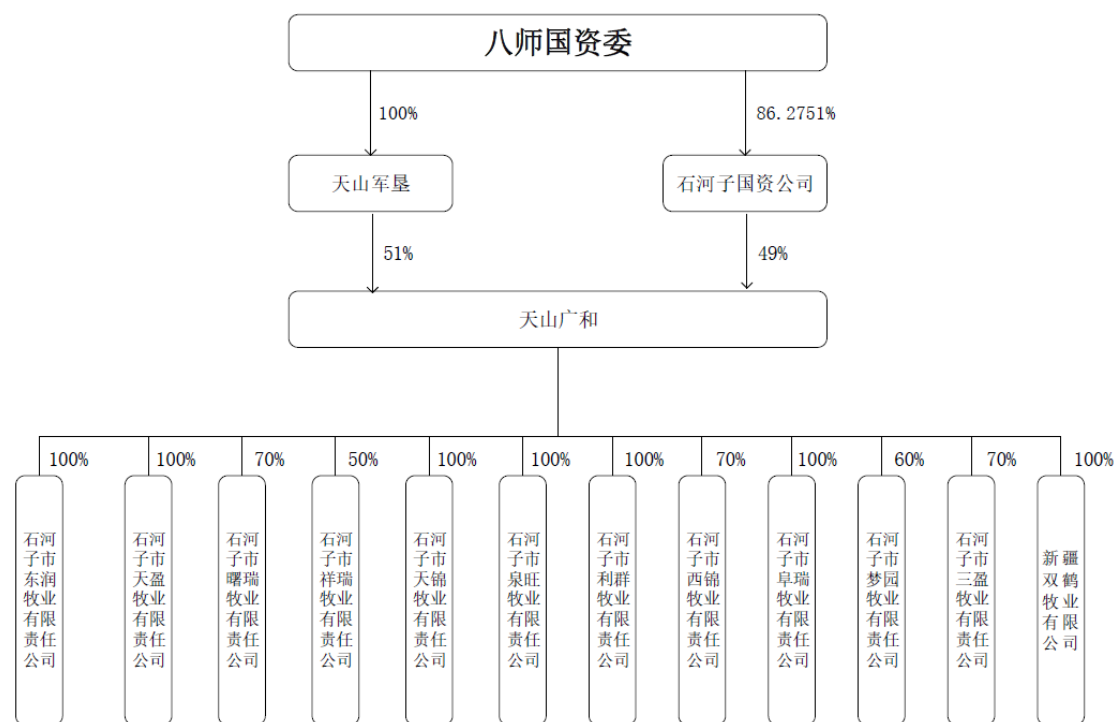 八师国资委
100%
86.2751%
天山军垦
石河子国资公司
51%
49%
天山广和
100%
100%
70%
50%
100%
100%
100%
70%
100%
60%
70%
100%
石河子市东润牧业有限责任公司
石河子市天盈牧业有限责任公司
石河子市曙瑞牧业有限责任公司
石河子市祥瑞牧业有限责任公司
石河子市天锦牧业有限责任公司
石河子市泉旺牧业有限责任公司
石河子市利群牧业有限责任公司
石河子市西锦牧业有限责任公司
石河子市阜瑞牧业有限责任公司
石河子市梦园牧业有限责任公司
石河子市三盈牧业有限责任公司
新疆双鹤牧业有限公司